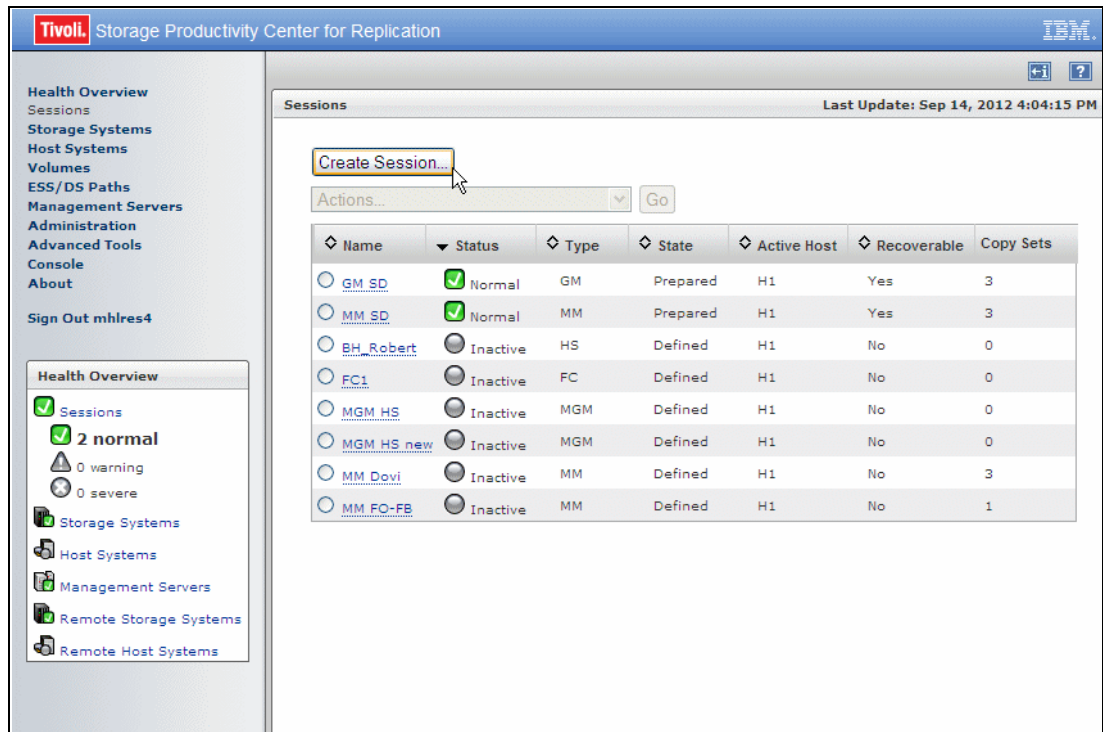 Tivoli. Storage Productivity Center for Replication IBM.
Health Overview
Sessions
Storage Systems
Host Systems
Volumes
ESS/DS Paths
Management Servers
Administration
Advanced Tools
Console
About
Sign Out mhlres4
Health Overview
Sessions
2 normal
0 warning
0 severe
Storage Systems
Host Systems
Management Servers
Remote Storage Systems
Remote Host Systems
i ?
Sessions Last Update: Sep 14, 2012 4:04:15 PM
Create Session...
Actions... Go
Name Status Type State Active Host Recoverable Copy Sets
GM SD Normal GM Prepared H1 Yes 3
MM SD Normal MM Prepared H1 Yes 3
BH_Robert Inactive HS Defined H1 No 0
FC1 Inactive FC Defined H1 No 0
MGM HS Inactive MGM Defined H1 No 0
MGM HS new Inactive MGM Defined H1 No 0
MM Dovi Inactive MM Defined H1 No 3
MM FO-FB Inactive MM Defined H1 No 1